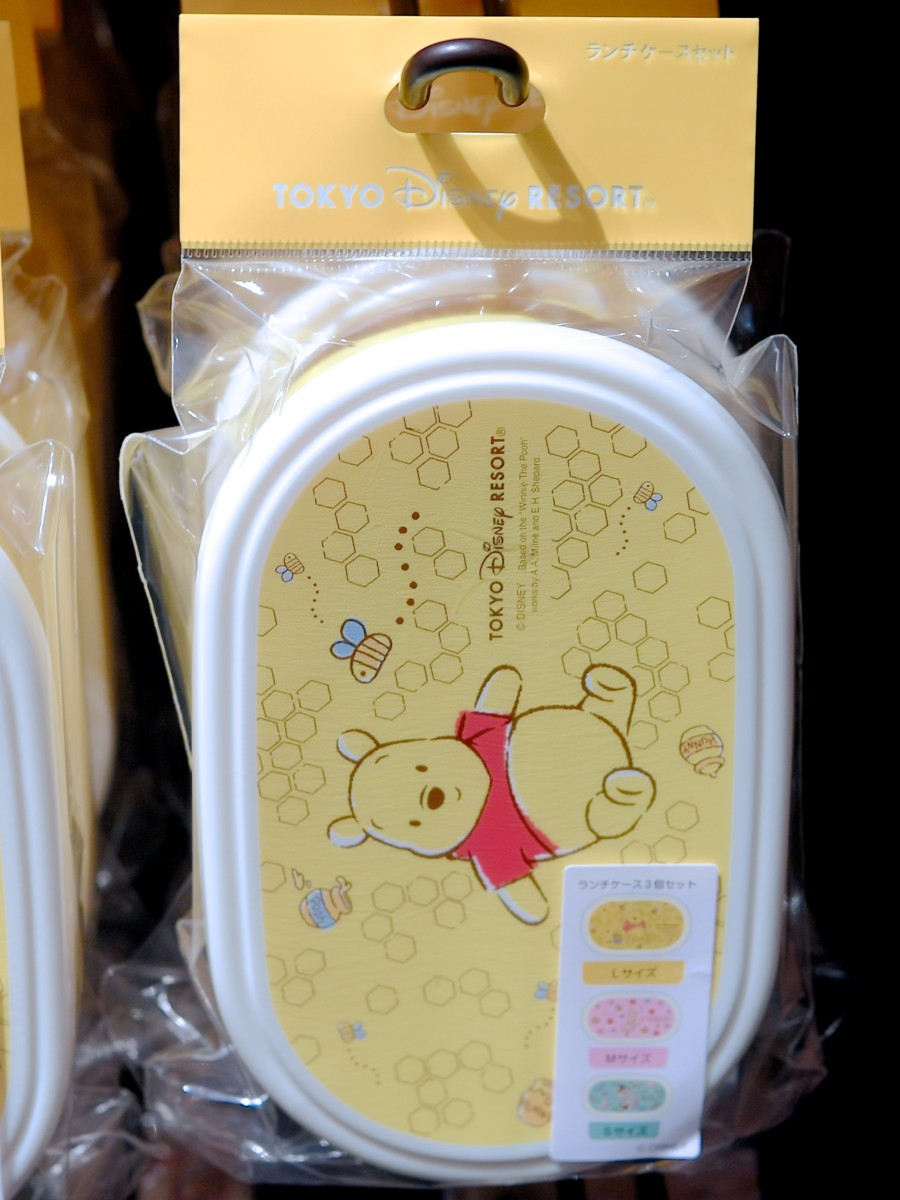 ランチケースセット
Disney
TOKYO Disney RESORT®
TOKYO Disney RESORT®
© DISNEY Based on the "Winnie The Pooh"
works by A.A. Milne and E.H. Shepard
HUNNY
ランチケース3個セット
Lサイズ
Mサイズ
Sサイズ